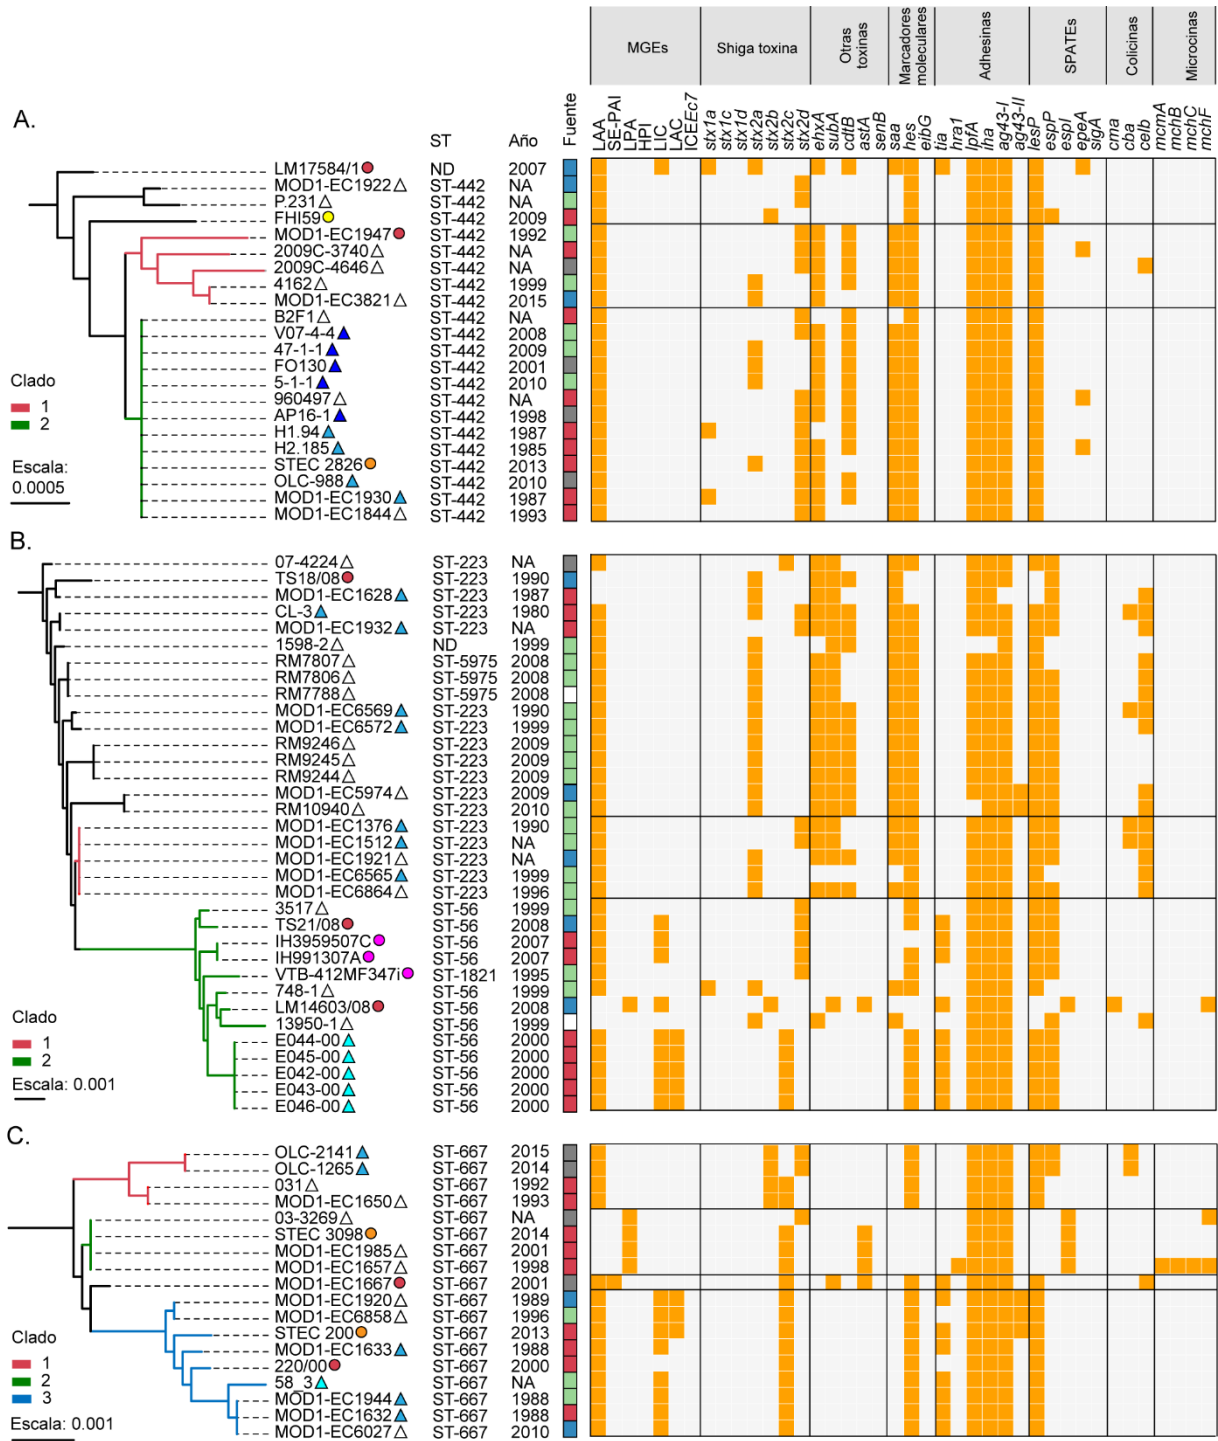 MGEs Shiga toxina Otras toxinas Marcadores moleculares Adhesinas SPATEs Colicinas Microcinas
A.
ST Año Fuente LAA SE-PAI LPA HPI LIC LAC ICEEc7 stx1a stx1c stx1d stx2a stx2b stx2c stx2d ehxA subA cdtB astA senB saa hes eibG tia hra1 lpfA iha ag43-I ag43-II lesP espP espI epeA sigA cma cba celb mcmA mchB mchC mchF
LM17584/1 ND 2007
MOD1-EC1922 ST-442 NA
P.231 ST-442 NA
FHI59 ST-442 2009
MOD1-EC1947 ST-442 1992
2009C-3740 ST-442 NA
2009C-4646 ST-442 NA
4162 ST-442 1999
MOD1-EC3821 ST-442 2015
B2F1 ST-442 NA
V07-4-4 ST-442 2008
47-1-1 ST-442 2009
FO130 ST-442 2001
5-1-1 ST-442 2010
960497 ST-442 NA
AP16-1 ST-442 1998
H1.94 ST-442 1987
H2.185 ST-442 1985
STEC 2826 ST-442 2013
OLC-988 ST-442 2010
MOD1-EC1930 ST-442 1987
MOD1-EC1844 ST-442 1993
Clado
1
2
Escala:
0.0005
B.
07-4224 ST-223 NA
TS18/08 ST-223 1990
MOD1-EC1628 ST-223 1987
CL-3 ST-223 1980
MOD1-EC1932 ST-223 NA
1598-2 ND 1999
RM7807 ST-5975 2008
RM7806 ST-5975 2008
RM7788 ST-5975 2008
MOD1-EC6569 ST-223 1990
MOD1-EC6572 ST-223 1999
RM9246 ST-223 2009
RM9245 ST-223 2009
RM9244 ST-223 2009
MOD1-EC5974 ST-223 2009
RM10940 ST-223 2010
MOD1-EC1376 ST-223 1990
MOD1-EC1512 ST-223 NA
MOD1-EC1921 ST-223 NA
MOD1-EC6565 ST-223 1999
MOD1-EC6864 ST-223 1996
3517 ST-56 1999
TS21/08 ST-56 2008
IH3959507C ST-56 2007
IH991307A ST-56 2007
VTB-412MF347i ST-1821 1995
748-1 ST-56 1999
LM14603/08 ST-56 2008
13950-1 ST-56 1999
E044-00 ST-56 2000
E045-00 ST-56 2000
E042-00 ST-56 2000
E043-00 ST-56 2000
E046-00 ST-56 2000
Clado
1
2
Escala: 0.001
C.
OLC-2141 ST-667 2015
OLC-1265 ST-667 2014
031 ST-667 1992
MOD1-EC1650 ST-667 1993
03-3269 ST-667 NA
STEC 3098 ST-667 2014
MOD1-EC1985 ST-667 2001
MOD1-EC1657 ST-667 1998
MOD1-EC1667 ST-667 2001
MOD1-EC1920 ST-667 1989
MOD1-EC6858 ST-667 1996
STEC 200 ST-667 2013
MOD1-EC1633 ST-667 1988
220/00 ST-667 2000
58_3 ST-667 NA
MOD1-EC1944 ST-667 1988
MOD1-EC1632 ST-667 1988
MOD1-EC6027 ST-667 2010
Clado
1
2
3
Escala: 0.001